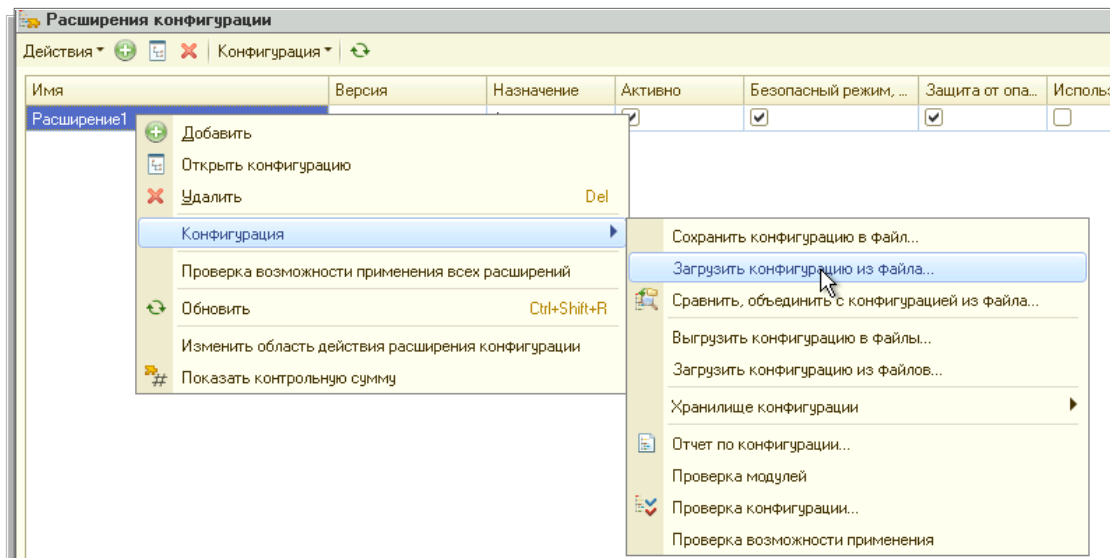 Расширения конфигурации
Действия Конфигурация
Имя Версия Назначение Активно Безопасный режим, ... Защита от опа... Исполь
Расширение1
Добавить
Открыть конфигурацию
Удалить Del
Конфигурация
Проверка возможности применения всех расширений
Обновить Ctrl+Shift+R
Изменить область действия расширения конфигурации
Показать контрольную сумму
Сохранить конфигурацию в файл...
Загрузить конфигурацию из файла...
Сравнить, объединить с конфигурацией из файла...
Выгрузить конфигурацию в файлы...
Загрузить конфигурацию из файлов...
Хранилище конфигурации
Отчет по конфигурации...
Проверка модулей
Проверка конфигурации...
Проверка возможности применения